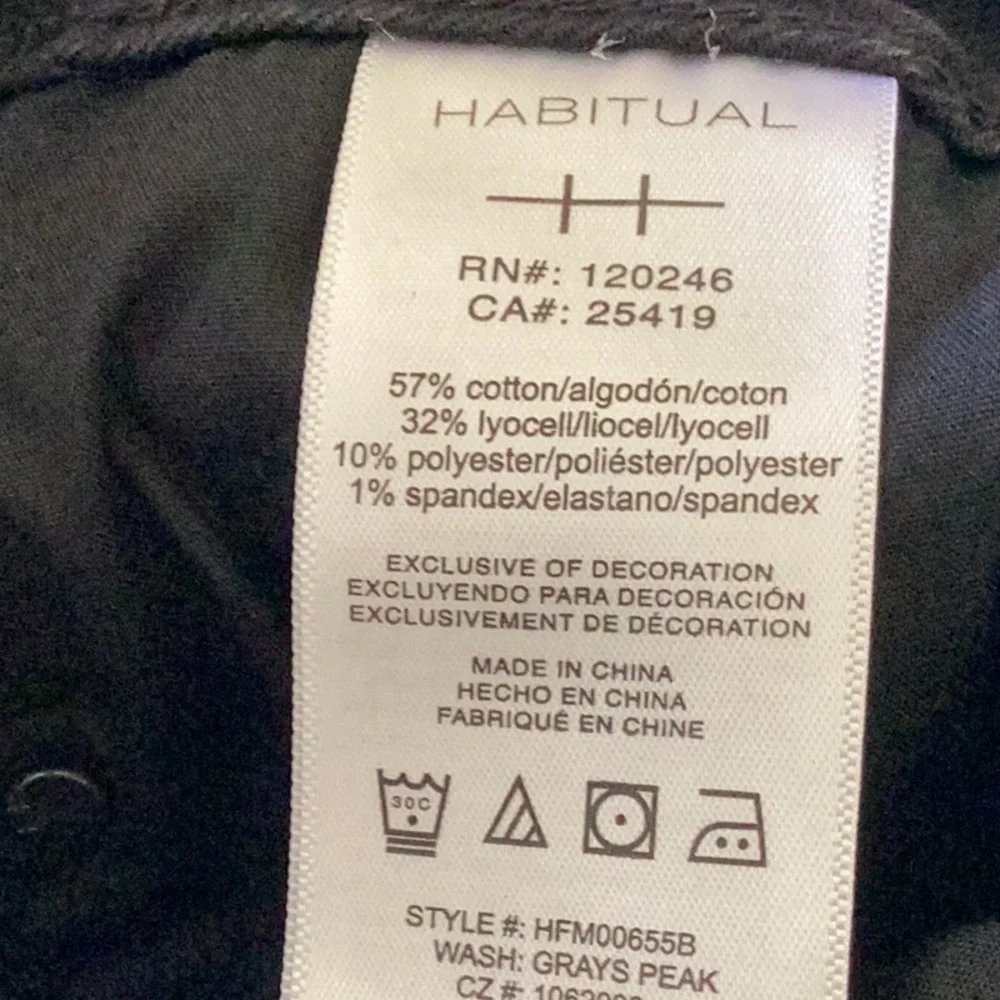 HABITUAL
RN#: 120246
CA#: 25419
57% cotton/algodón/coton
32% lyocell/liocel/lyocell
10% polyester/poliéster/polyester
1% spandex/elastano/spandex
EXCLUSIVE OF DECORATION
EXCLUYENDO PARA DECORACIÓN
EXCLUSIVEMENT DE DÉCORATION
MADE IN CHINA
HECHO EN CHINA
FABRIQUÉ EN CHINE
30C
STYLE #: HFM00655B
WASH: GRAYS PEAK
CZ #: